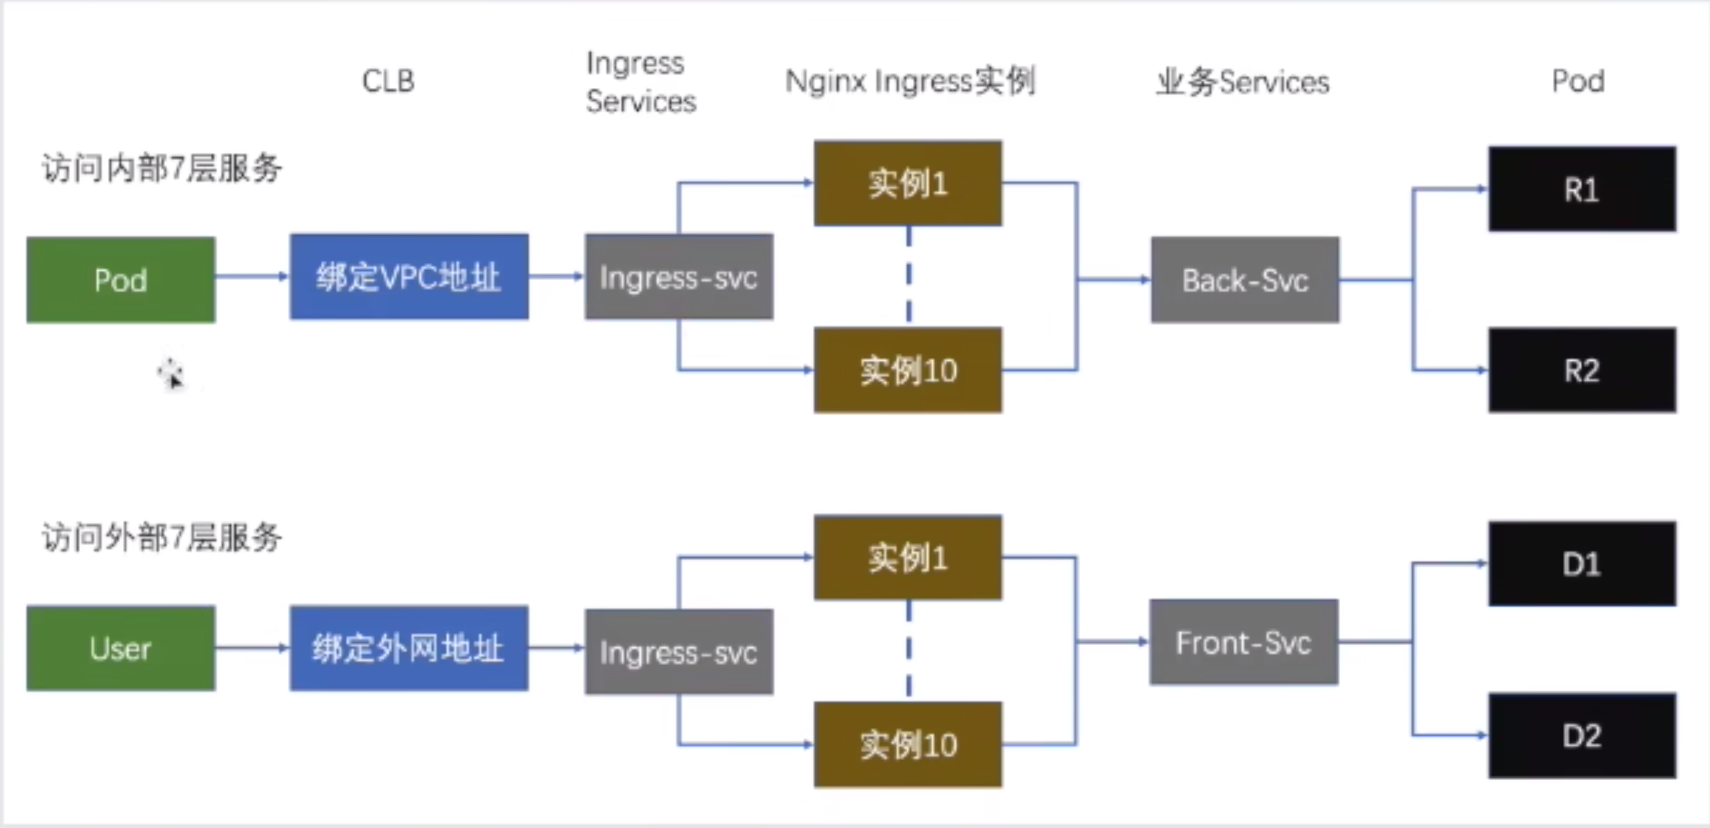 CLB
Ingress
Services
Nginx Ingress实例
业务Services
Pod
访问内部7层服务
Pod
绑定VPC地址
Ingress-svc
实例1
实例10
Back-Svc
R1
R2
访问外部7层服务
User
绑定外网地址
Ingress-svc
实例1
实例10
Front-Svc
D1
D2